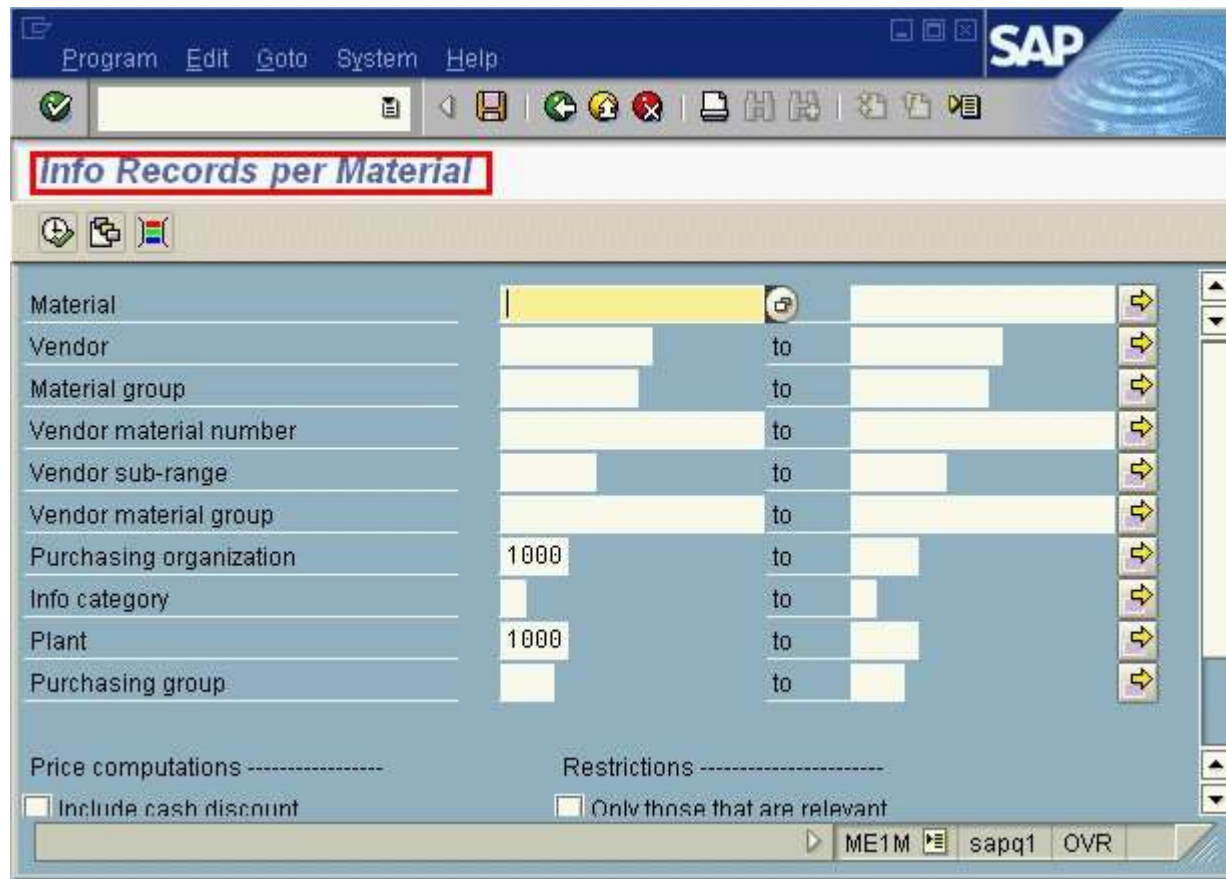 Program Edit Goto System Help
SAP
Info Records per Material
Material
Vendor to
Material group to
Vendor material number to
Vendor sub-range to
Vendor material group to
Purchasing organization 1000 to
Info category to
Plant 1000 to
Purchasing group to
Price computations ----------------- Restrictions -----------------------
Include cash discount Only those that are relevant
ME1M sapq1 OVR